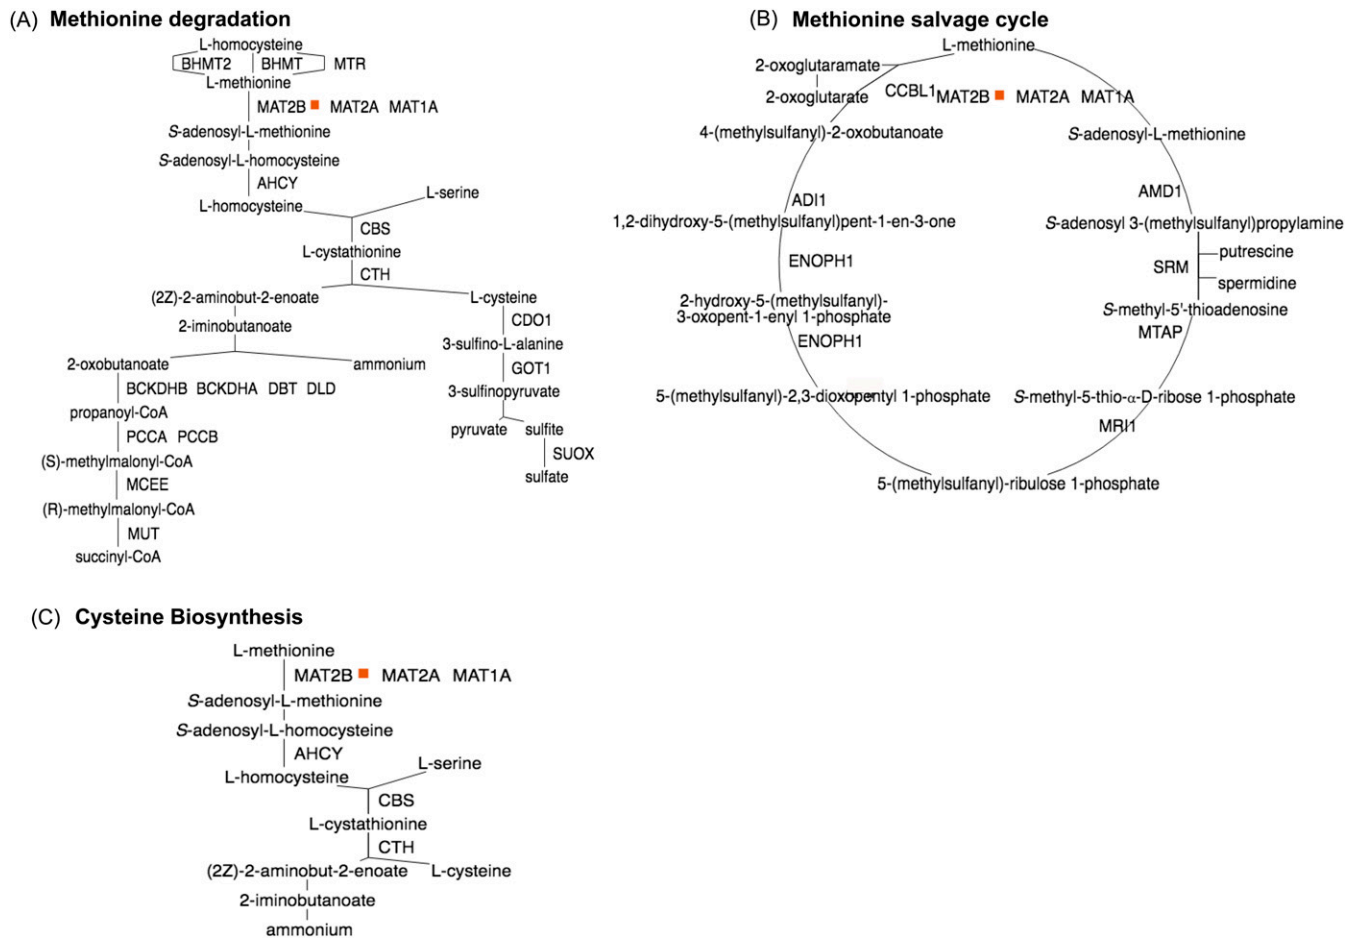 (A) Methionine degradation
L-homocysteine
BHMT2 BHMT MTR
L-methionine
MAT2B MAT2A MAT1A
S-adenosyl-L-methionine
S-adenosyl-L-homocysteine
AHCY
L-homocysteine
L-serine
CBS
L-cystathionine
CTH
(2Z)-2-aminobut-2-enoate
L-cysteine
2-iminobutanoate
CDO1
3-sulfino-L-alanine
2-oxobutanoate
ammonium
GOT1
BCKDHB BCKDHA DBT DLD
3-sulfinopyruvate
propanoyl-CoA
pyruvate sulfite
PCCA PCCB
SUOX
(S)-methylmalonyl-CoA
sulfate
MCEE
(R)-methylmalonyl-CoA
MUT
succinyl-CoA
(B) Methionine salvage cycle
L-methionine
2-oxoglutaramate
2-oxoglutarate
CCBL1
MAT2B MAT2A MAT1A
4-(methylsulfanyl)-2-oxobutanoate
S-adenosyl-L-methionine
ADI1
AMD1
1,2-dihydroxy-5-(methylsulfanyl)pent-1-en-3-one
S-adenosyl 3-(methylsulfanyl)propylamine
putrescine
ENOPH1
SRM
spermidine
2-hydroxy-5-(methylsulfanyl)-
3-oxopent-1-enyl 1-phosphate
S-methyl-5'-thioadenosine
ENOPH1
MTAP
5-(methylsulfanyl)-2,3-dioxopentyl 1-phosphate
S-methyl-5-thio-α-D-ribose 1-phosphate
MRI1
5-(methylsulfanyl)-ribulose 1-phosphate
(C) Cysteine Biosynthesis
L-methionine
MAT2B MAT2A MAT1A
S-adenosyl-L-methionine
S-adenosyl-L-homocysteine
AHCY
L-homocysteine
L-serine
CBS
L-cystathionine
CTH
(2Z)-2-aminobut-2-enoate
L-cysteine
2-iminobutanoate
ammonium